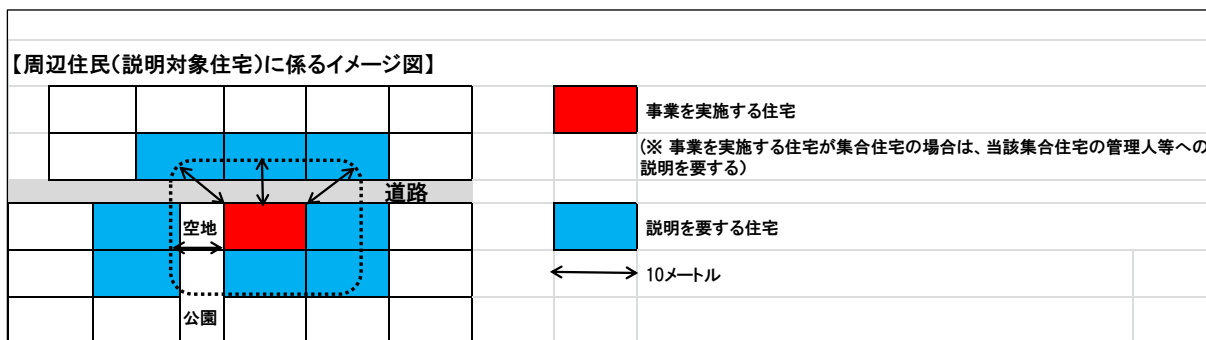 【周辺住民(説明対象住宅)に係るイメージ図】
事業を実施する住宅
(※ 事業を実施する住宅が集合住宅の場合は、当該集合住宅の管理人等への
説明を要する)
道路
空地
説明を要する住宅
10メートル
公園